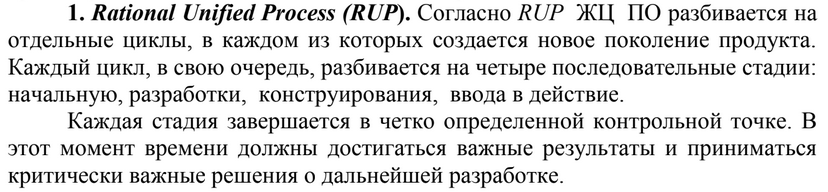 1. Rational Unified Process (RUP). Согласно RUP ЖЦ ПО разбивается на
отдельные циклы, в каждом из которых создается новое поколение продукта.
Каждый цикл, в свою очередь, разбивается на четыре последовательные стадии:
начальную, разработки, конструирования, ввода в действие.
Каждая стадия завершается в четко определенной контрольной точке. В
этот момент времени должны достигаться важные результаты и приниматься
критически важные решения о дальнейшей разработке.